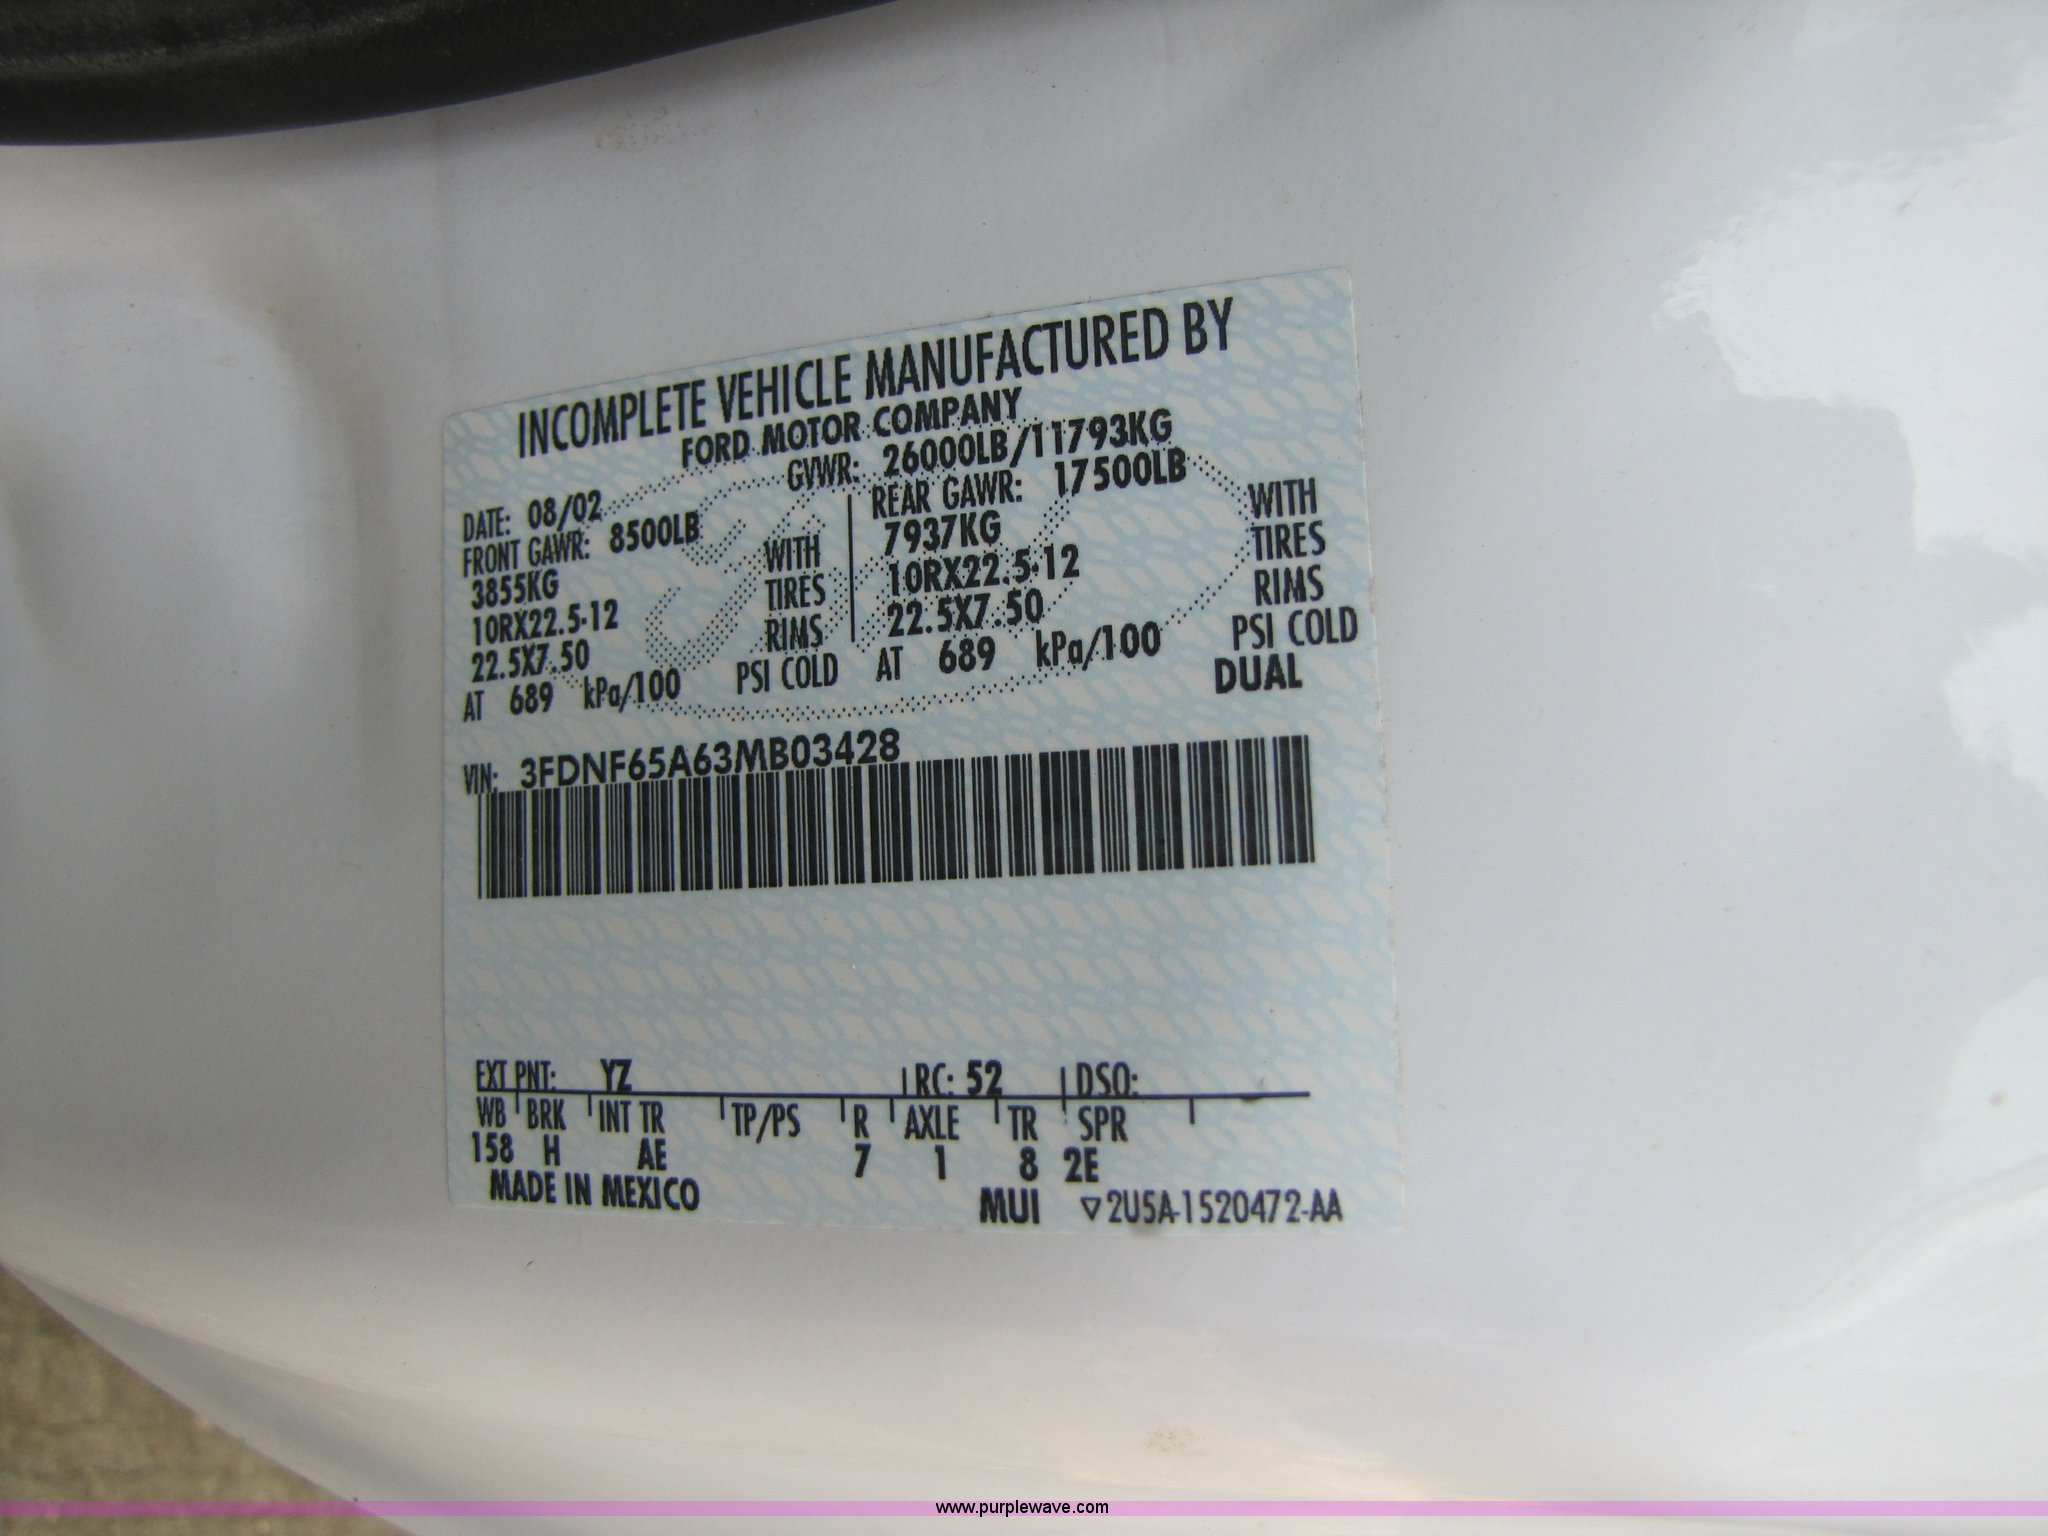 INCOMPLETE VEHICLE MANUFACTURED BY
FORD MOTOR COMPANY
DATE: 08/02 GVWR: 26000LB/11793KG
FRONT GAWR: 8500LB REAR GAWR: 17500LB
3855KG WITH 7937KG WITH
10RX22.5-12 TIRES 10RX22.5-12 TIRES
22.5X7.50 RIMS 22.5X7.50 RIMS
AT 689 kPa/100 PSI COLD AT 689 kPa/100 PSI COLD
DUAL
VIN: 3FDNF65A63MB03428
EXT PNT: YZ RC: 52 DSO:
WB BRK INT TR TP/PS R AXLE TR SPR
158 H AE 7 1 8 2E
MADE IN MEXICO MUI ▽2U5A-1520472-AA
www.purplewave.com